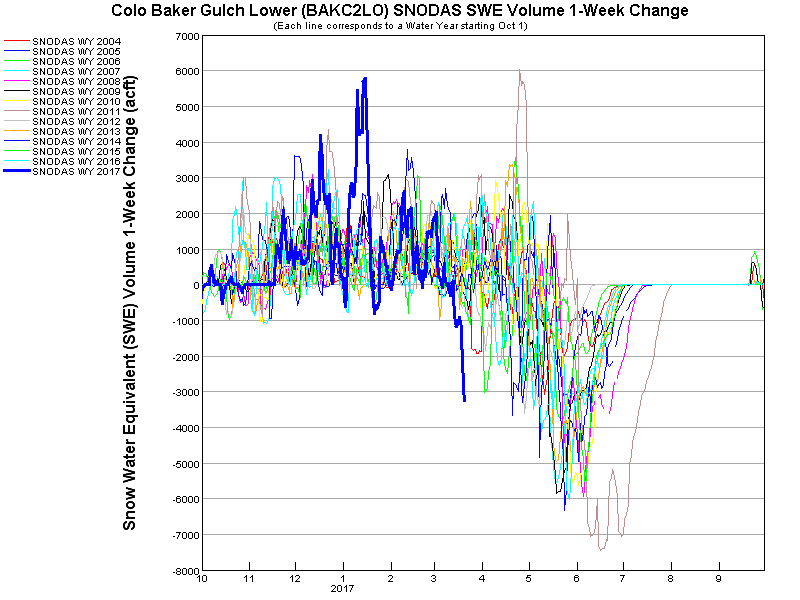 Colo Baker Gulch Lower (BAKC2LO) SNODAS SWE Volume 1-Week Change
(Each line corresponds to a Water Year starting Oct 1)
SNODAS WY 2004
SNODAS WY 2005
SNODAS WY 2006
SNODAS WY 2007
SNODAS WY 2008
SNODAS WY 2009
SNODAS WY 2010
SNODAS WY 2011
SNODAS WY 2012
SNODAS WY 2013
SNODAS WY 2014
SNODAS WY 2015
SNODAS WY 2016
SNODAS WY 2017
Snow Water Equivalent (SWE) Volume 1-Week Change (acft)
7000
6000
5000
4000
3000
2000
1000
0
-1000
-2000
-3000
-4000
-5000
-6000
-7000
-8000
10 11 12 1 2 3 4 5 6 7 8 9
2017